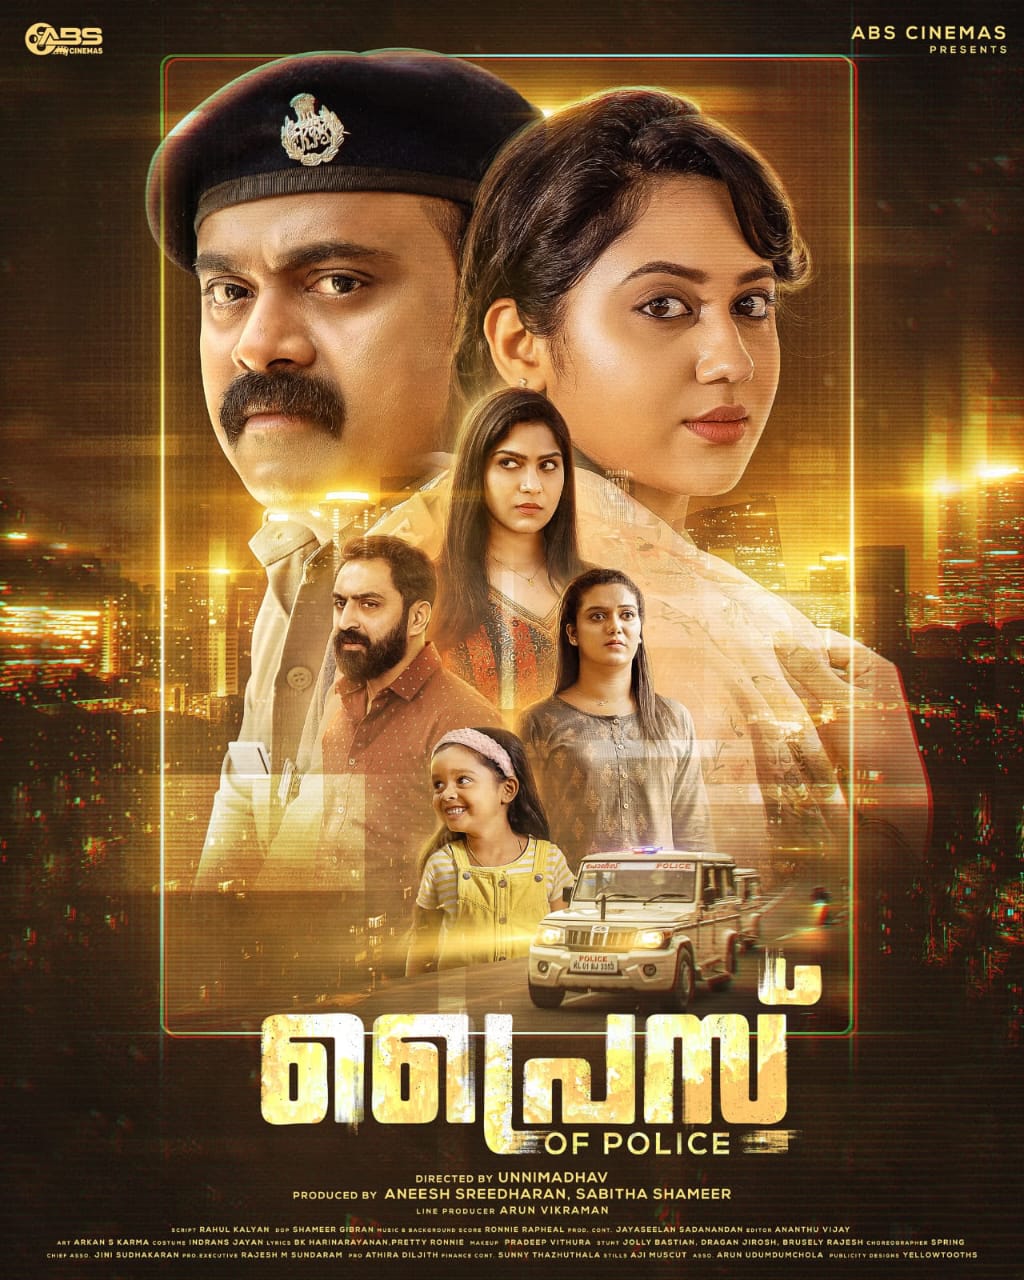 ABS
CINEMAS
ABS CINEMAS
PRESENTS
പോലീസ് POLICE
POLICE
KL 01 BJ 3313
പ്രൈസ്
OF POLICE
DIRECTED BY UNNIMADHAV
PRODUCED BY ANEESH SREEDHARAN, SABITHA SHAMEER
LINE PRODUCER ARUN VIKRAMAN
SCRIPT RAHUL KALYAN DOP SHAMEER GIBRAN MUSIC & BACKGROUND SCORE RONNIE RAPHEAL PROD. CONT. JAYASEELAN SADANANDAN EDITOR ANANTHU VIJAY
ART ARKAN S KARMA COSTUME INDRANS JAYAN LYRICS BK HARINARAYANAN,PRETTY RONNIE MAKEUP PRADEEP VITHURA STUNT JOLLY BASTIAN, DRAGAN JIROSH, BRUSELY RAJESH CHOREOGRAPHER SPRING
CHIEF ASSO. JINI SUDHAKARAN PRO.EXECUTIVE RAJESH M SUNDARAM PRO ATHIRA DILJITH FINANCE CONT. SUNNY THAZHUTHALA STILLS AJI MUSCUT ASSO. ARUN UDUMDUMCHOLA PUBLICITY DESIGNS YELLOWTOOTHS